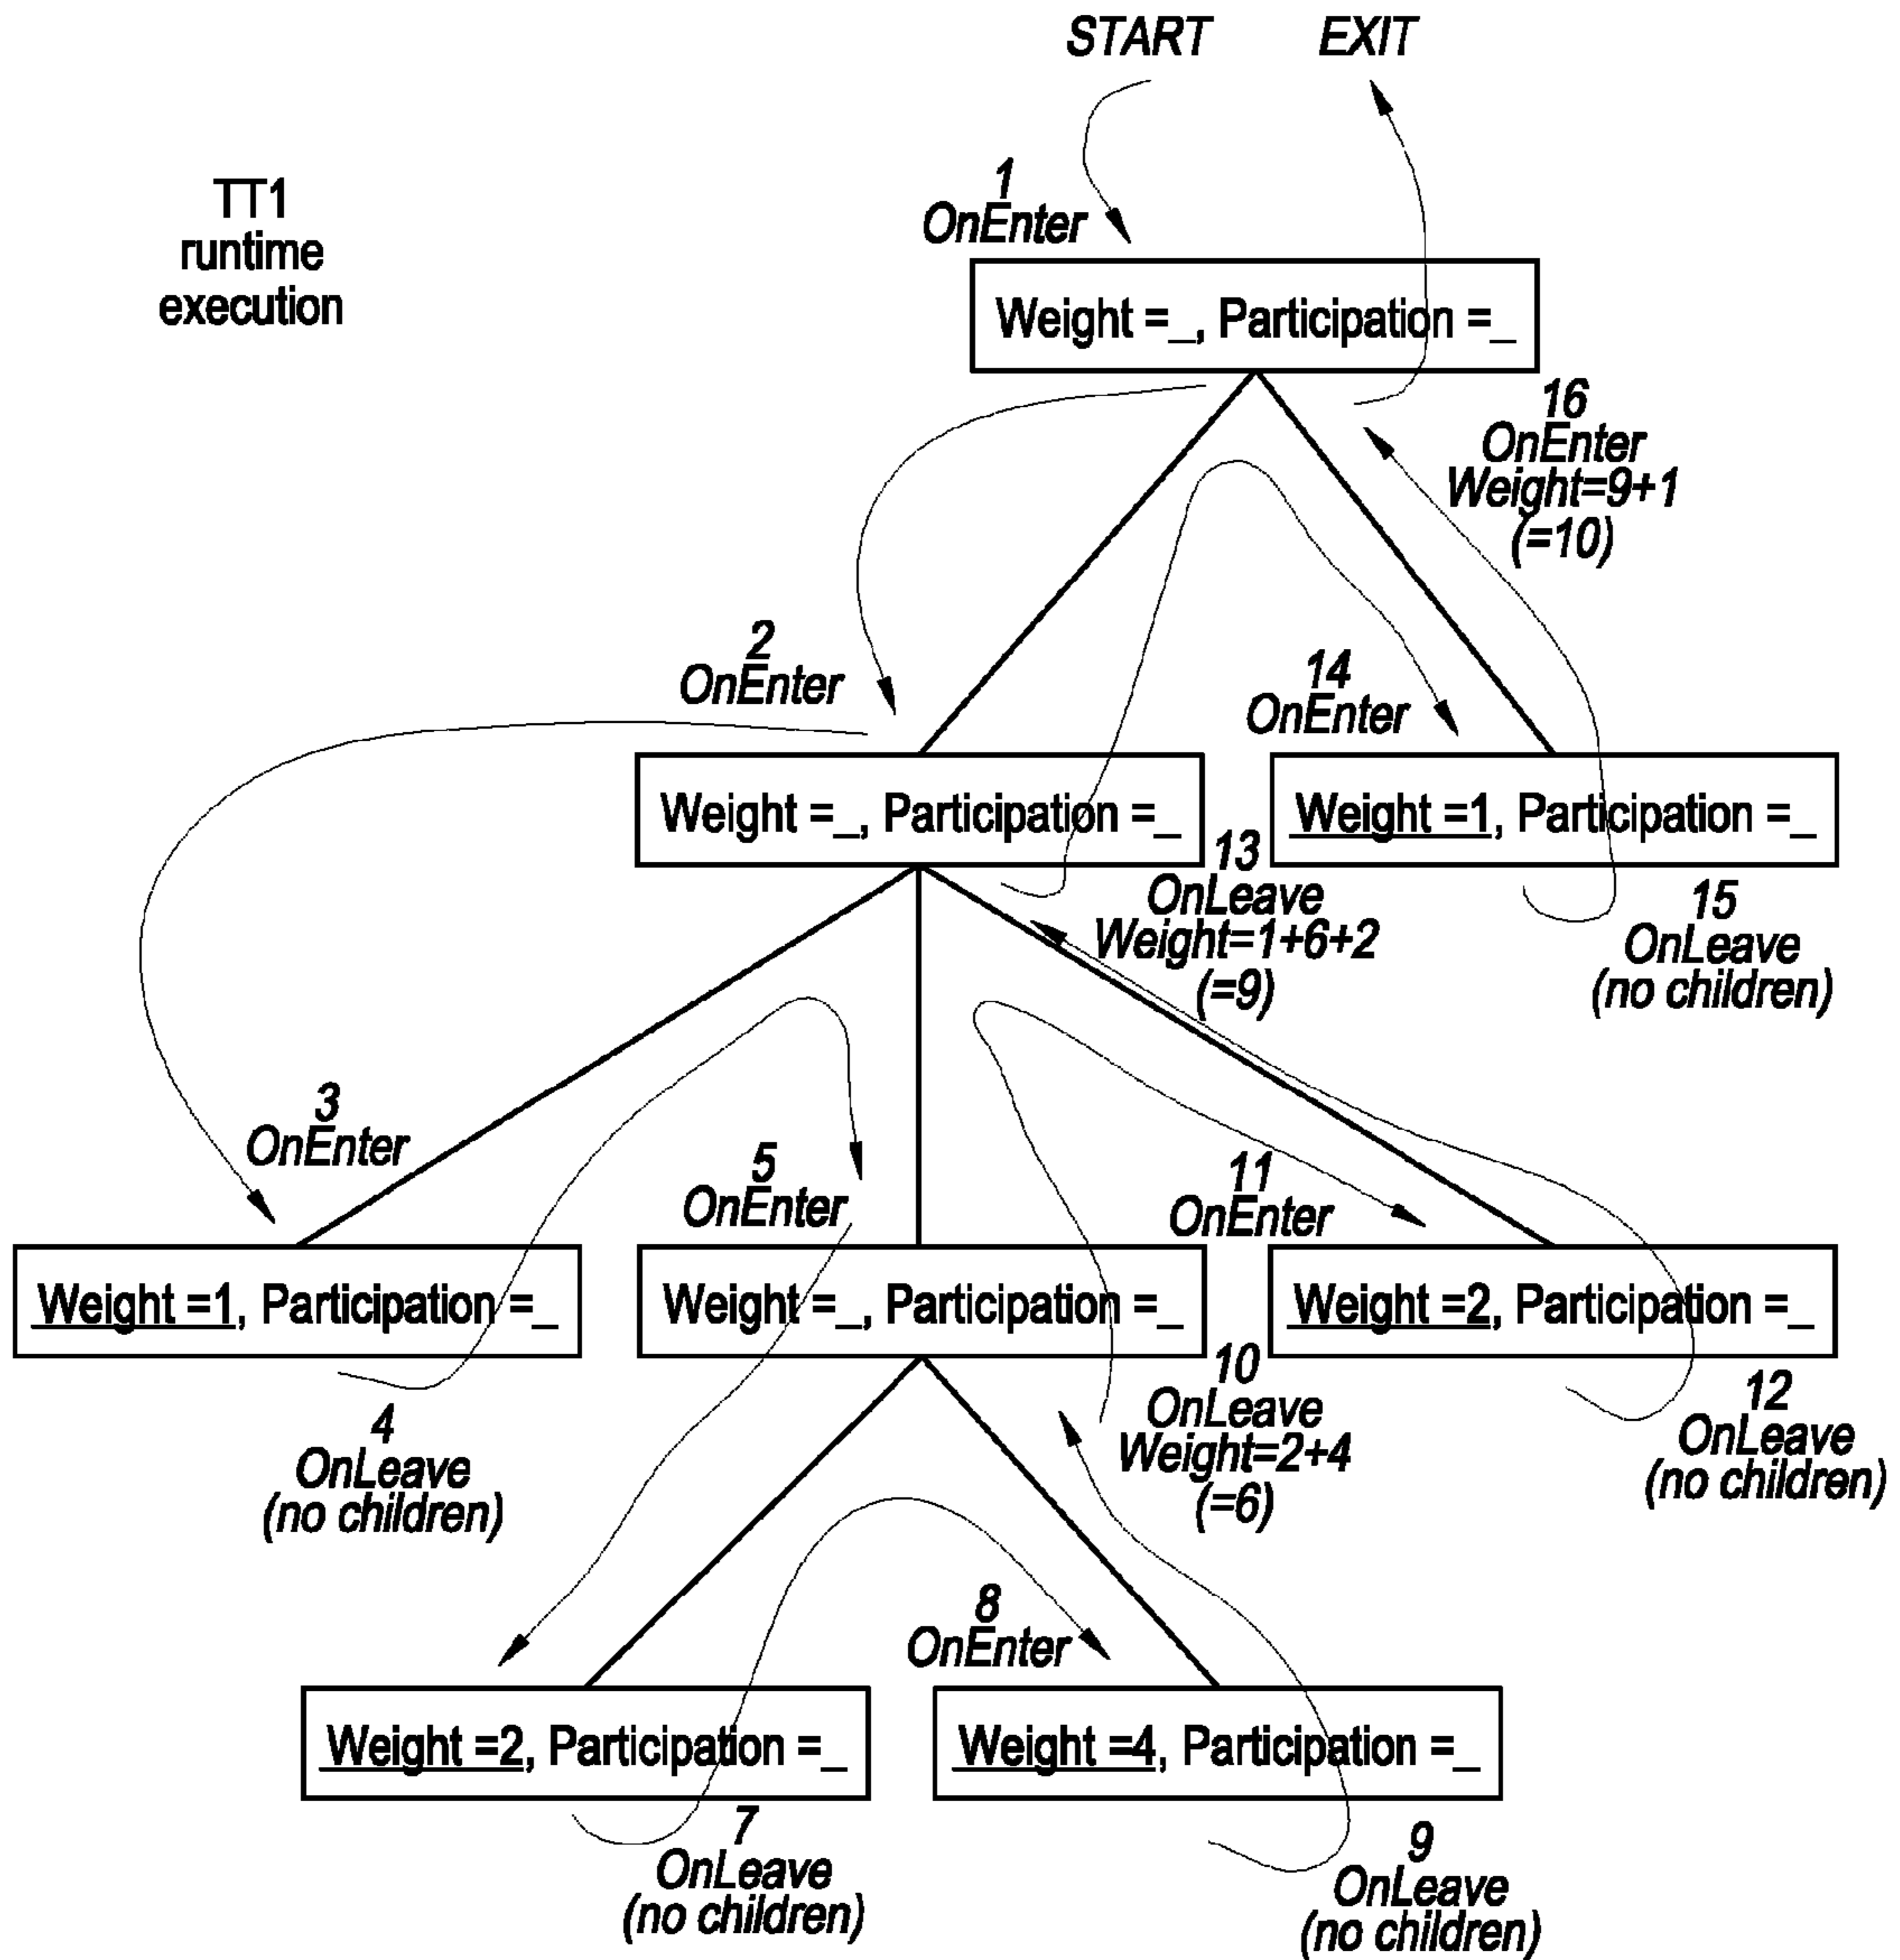 START
EXIT
TT1
runtime
execution
1
OnEnter
Weight =_, Participation =_
16
OnEnter
Weight=9+1
(=10)
2
OnEnter
14
OnEnter
Weight =_, Participation =_
Weight =1, Participation =_
13
OnLeave
Weight=1+6+2
(=9)
15
OnLeave
(no children)
3
OnEnter
5
OnEnter
11
OnEnter
Weight =1, Participation =_
Weight =_, Participation =_
Weight =2, Participation =_
4
OnLeave
(no children)
10
OnLeave
Weight=2+4
(=6)
12
OnLeave
(no children)
8
OnEnter
Weight =2, Participation =_
Weight =4, Participation =_
7
OnLeave
(no children)
9
OnLeave
(no children)